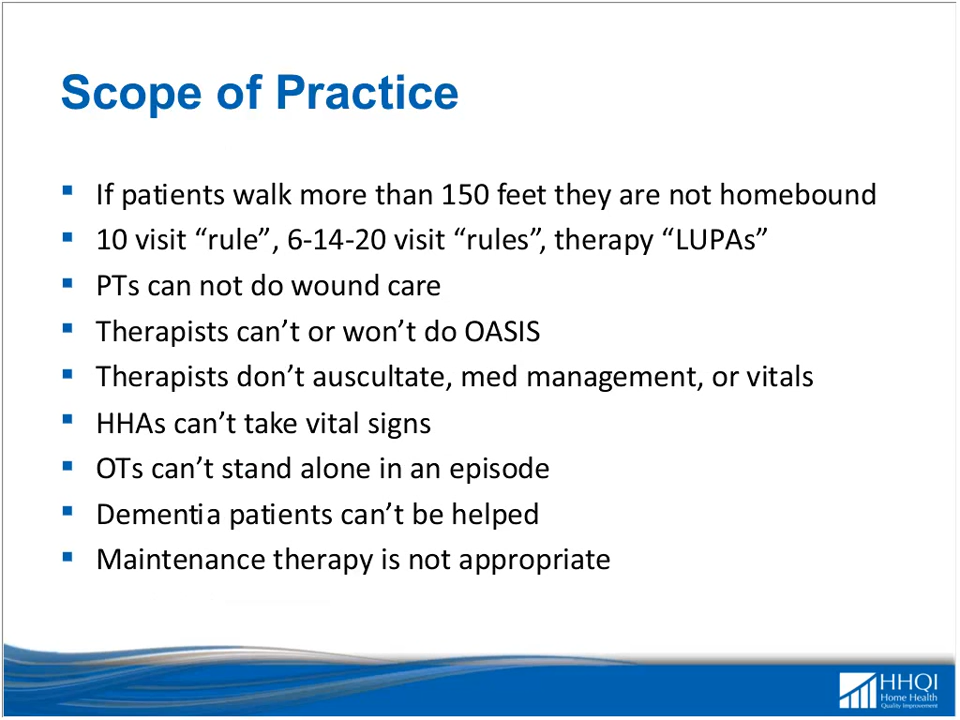 Scope of Practice
▪ If patients walk more than 150 feet they are not homebound
▪ 10 visit “rule”, 6-14-20 visit “rules”, therapy “LUPAs”
▪ PTs can not do wound care
▪ Therapists can’t or won’t do OASIS
▪ Therapists don’t auscultate, med management, or vitals
▪ HHAs can’t take vital signs
▪ OTs can’t stand alone in an episode
▪ Dementia patients can’t be helped
▪ Maintenance therapy is not appropriate
HHQI
Home Health
Quality Improvement